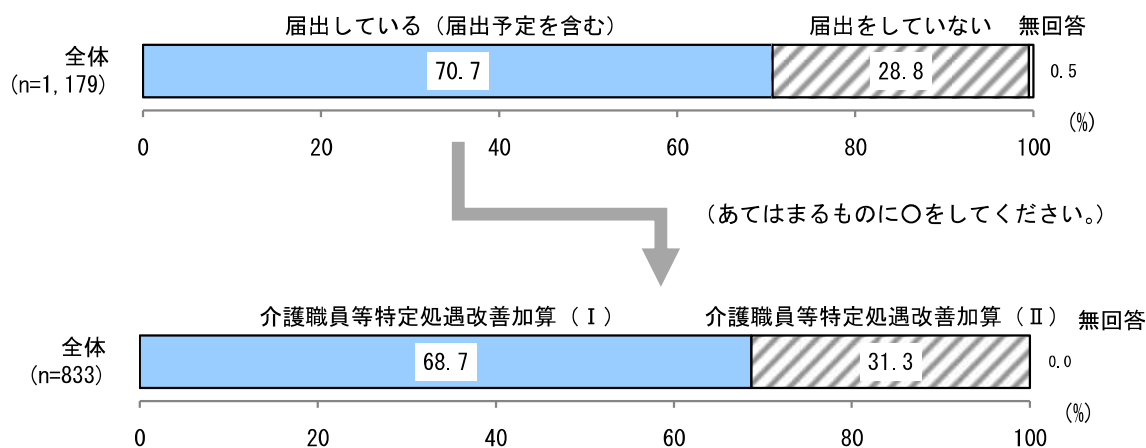 届出している（届出予定を含む） 届出をしていない 無回答
全体
(n=1,179)
70.7 28.8 0.5
(%)
0 20 40 60 80 100
（あてはまるものに○をしてください。）
介護職員等特定処遇改善加算（Ⅰ） 介護職員等特定処遇改善加算（Ⅱ） 無回答
全体
(n=833)
68.7 31.3 0.0
(%)
0 20 40 60 80 100